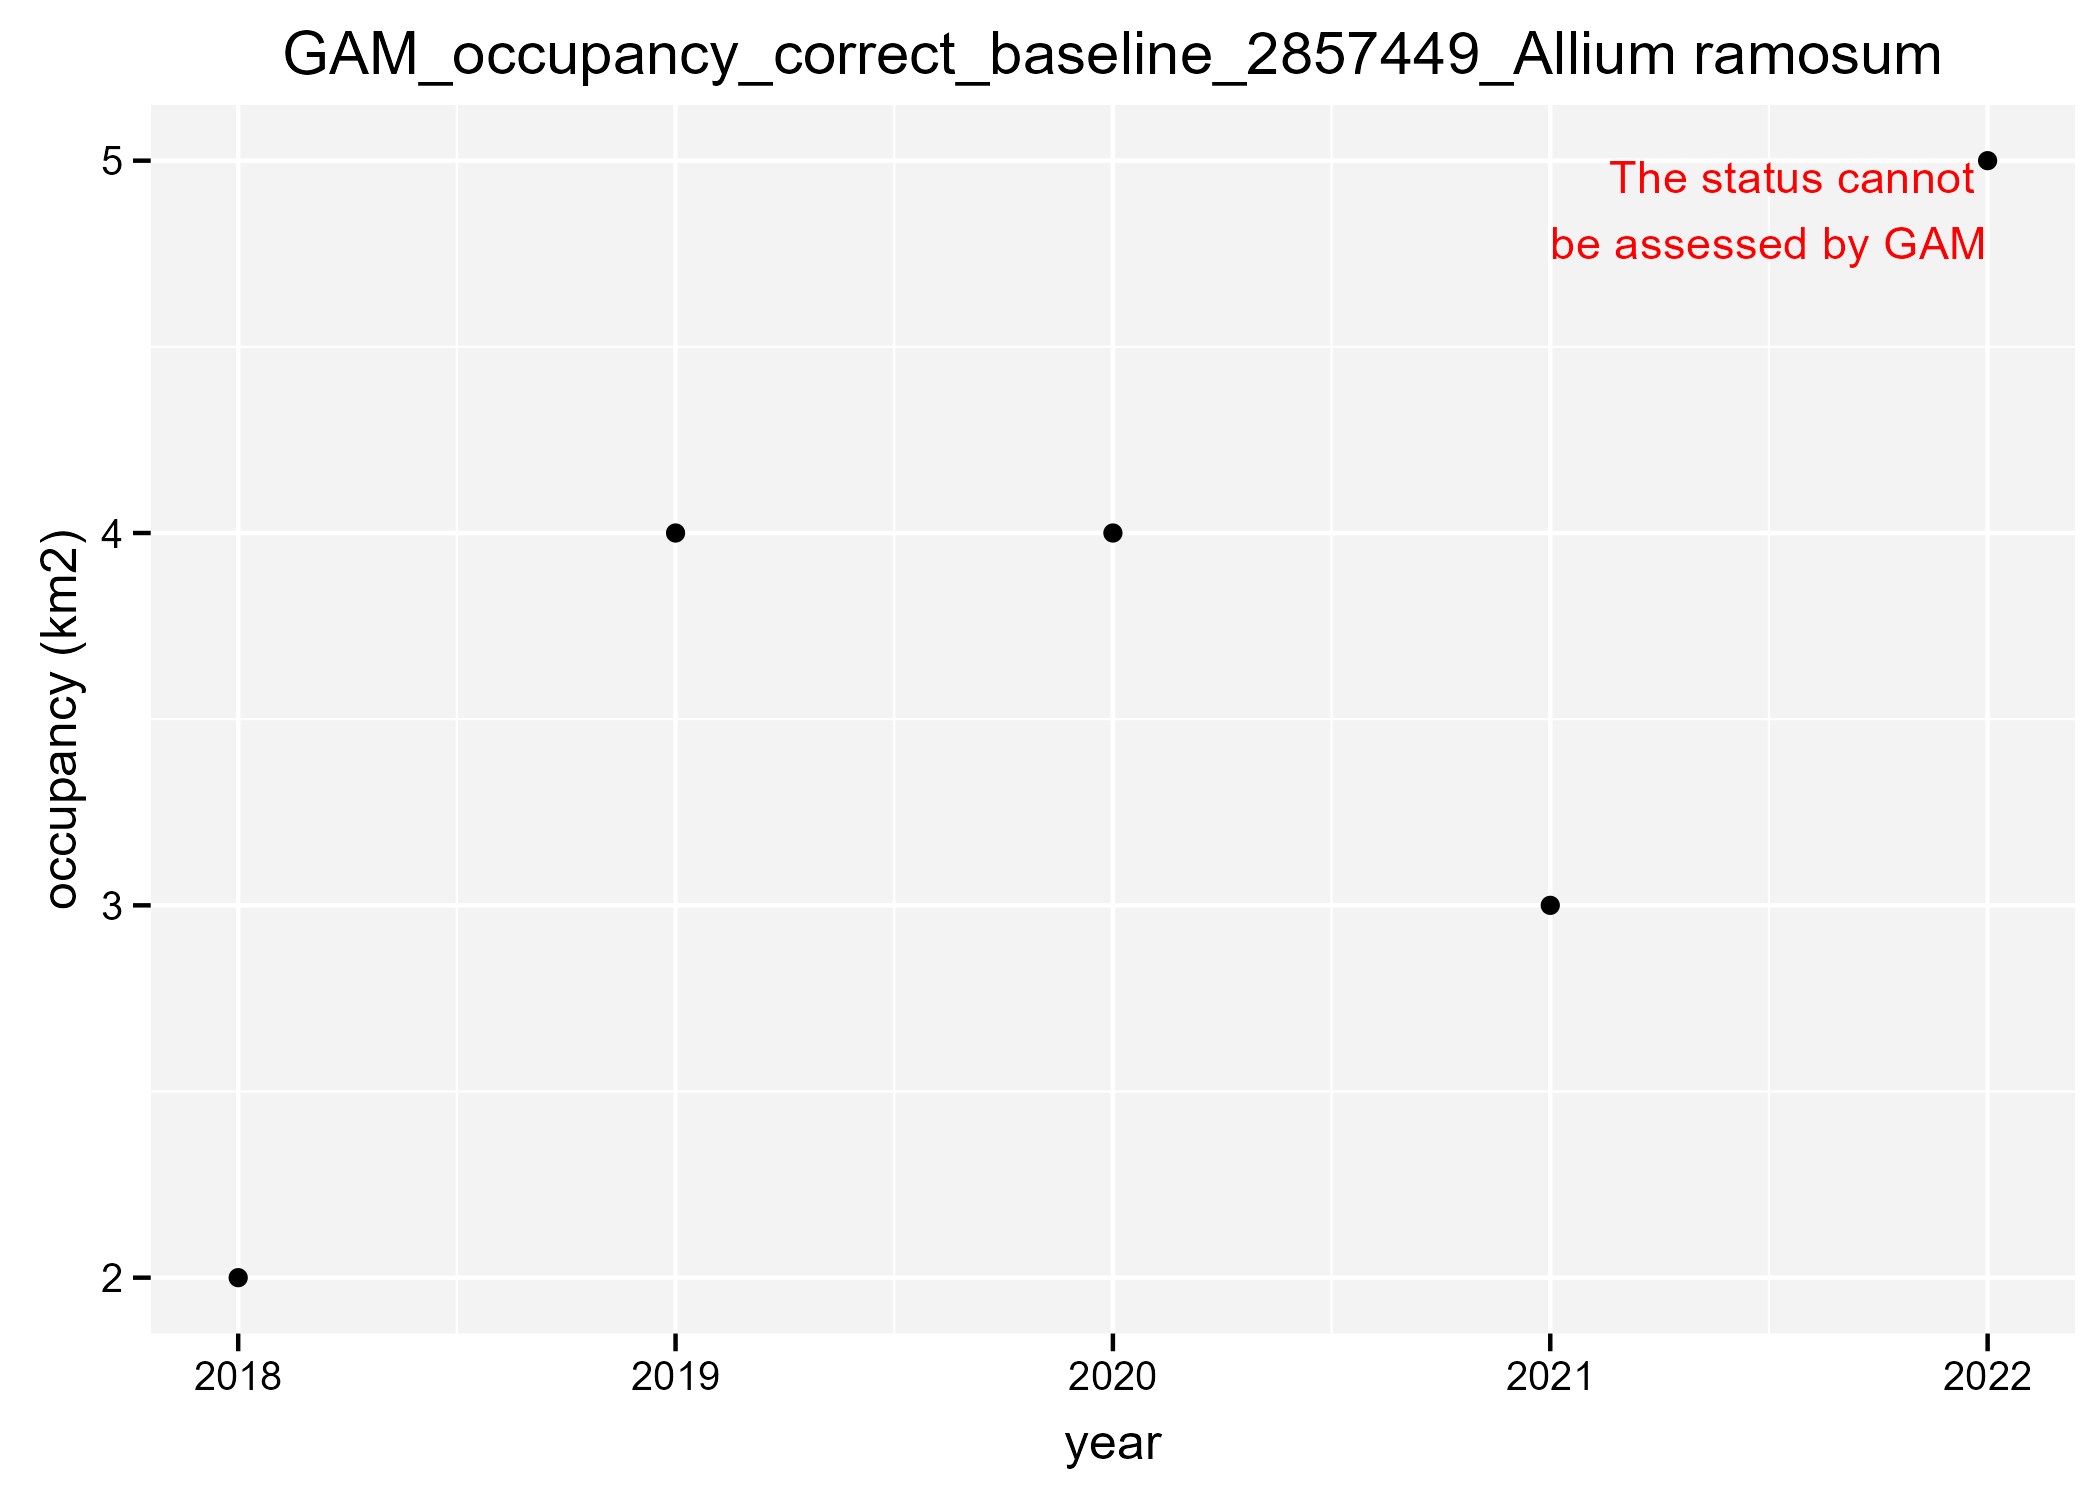 GAM_occupancy_correct_baseline_2857449_Allium ramosum
5
The status cannot
be assessed by GAM
4
occupancy (km2)
3
2
2018 2019 2020 2021 2022
year